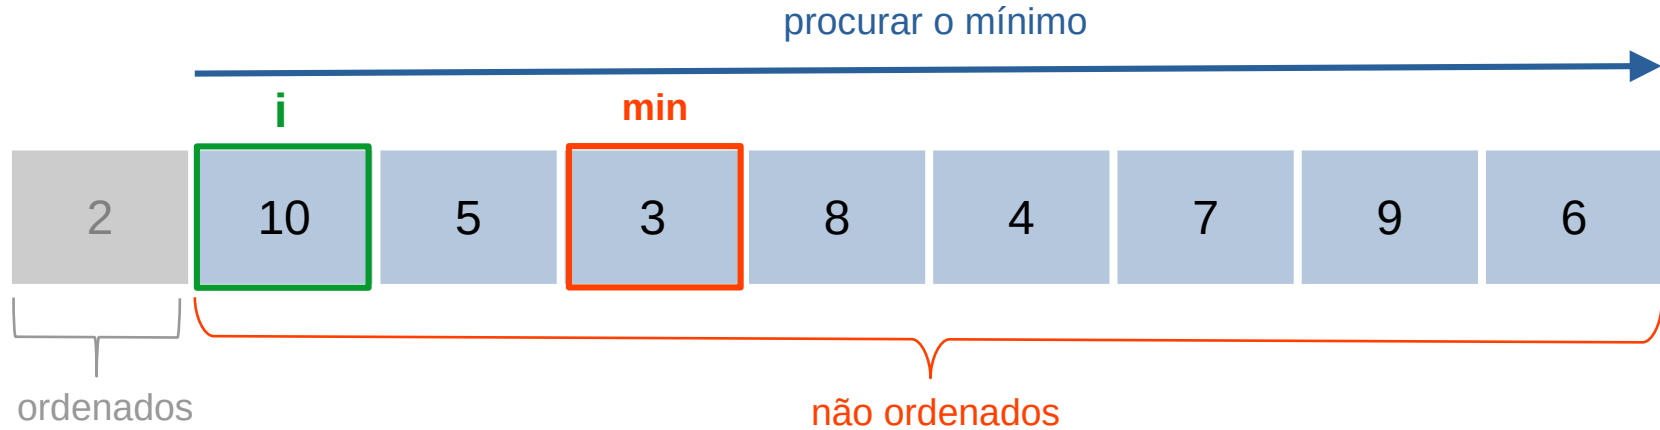 procurar o mínimo
i min
2 10 5 3 8 4 7 9 6
ordenados
não ordenados